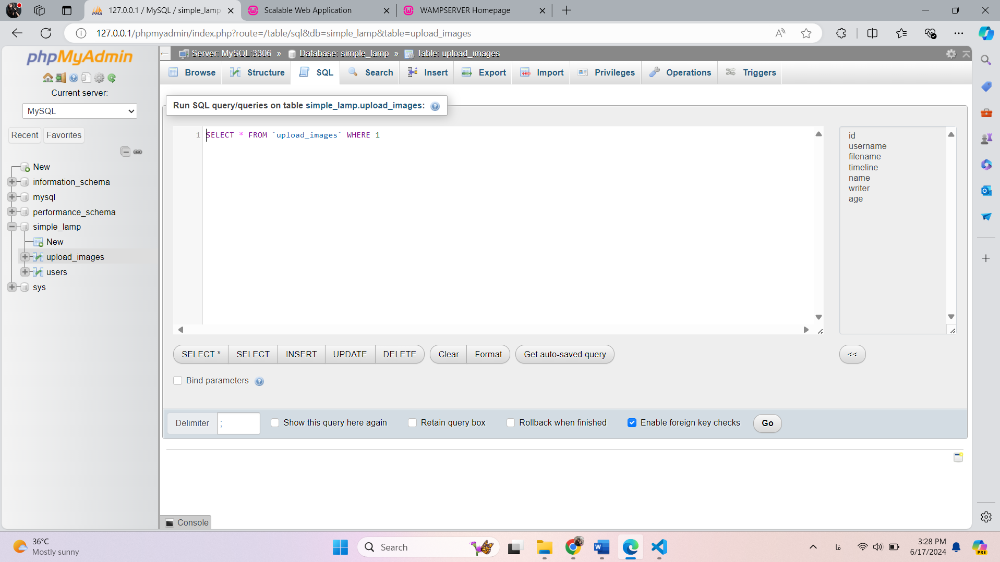 127.0.0.1 / MySQL / simple_lamp
Scalable Web Application
WAMPSERVER Homepage
127.0.0.1/phpmyadmin/index.php?route=/table/sql&db=simple_lamp&table=upload_images
phpMyAdmin
Current server:
MySQL
Recent
Favorites
New
information_schema
mysql
performance_schema
simple_lamp
New
upload_images
users
sys
Server: MySQL:3306 » Database: simple_lamp » Table: upload_images
Browse
Structure
SQL
Search
Insert
Export
Import
Privileges
Operations
Triggers
Run SQL query/queries on table simple_lamp.upload_images:
1 SELECT * FROM `upload_images` WHERE 1
id
username
filename
timeline
name
writer
age
SELECT *
SELECT
INSERT
UPDATE
DELETE
Clear
Format
Get auto-saved query
<<
Bind parameters
Delimiter
;
Show this query here again
Retain query box
Rollback when finished
Enable foreign key checks
Go
Console
36°C
Mostly sunny
Search
فا
3:28 PM
6/17/2024
PRE